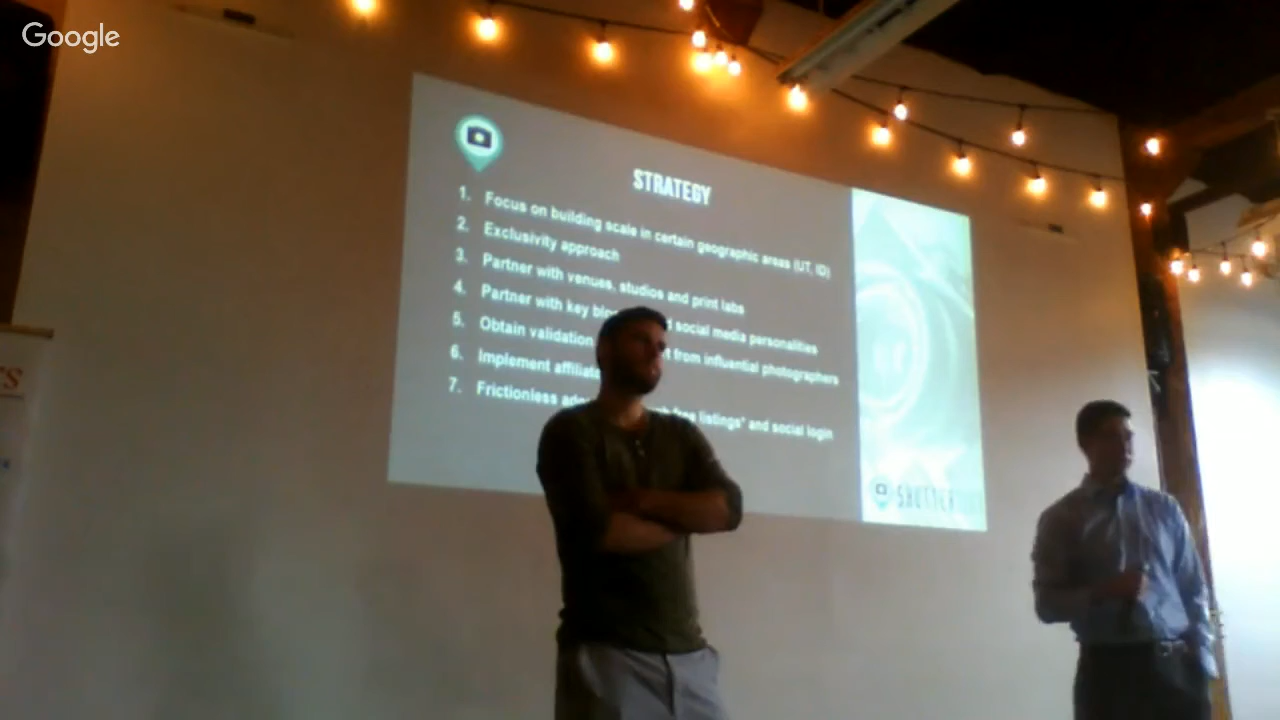 Google
STRATEGY
1. Focus on building scale in certain geographic areas (UT, ID)
2. Exclusivity approach
3. Partner with venues, studios and print labs
4. Partner with key social media personalities
5. Obtain validation from influential photographers
6. Implement affiliate
7. Frictionless free listings* and social login